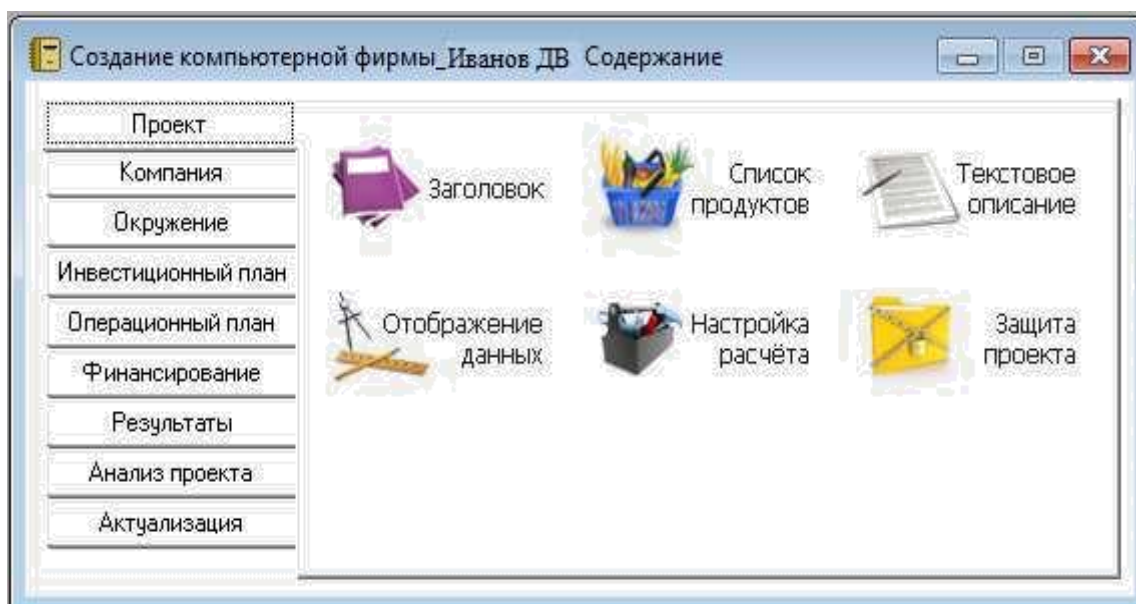 Создание компьютерной фирмы_Иванов ДВ Содержание
Проект
Компания
Окружение
Инвестиционный план
Операционный план
Финансирование
Результаты
Анализ проекта
Актуализация
Заголовок
Список
продуктов
Текстовое
описание
Отображение
данных
Настройка
расчёта
Защита
проекта